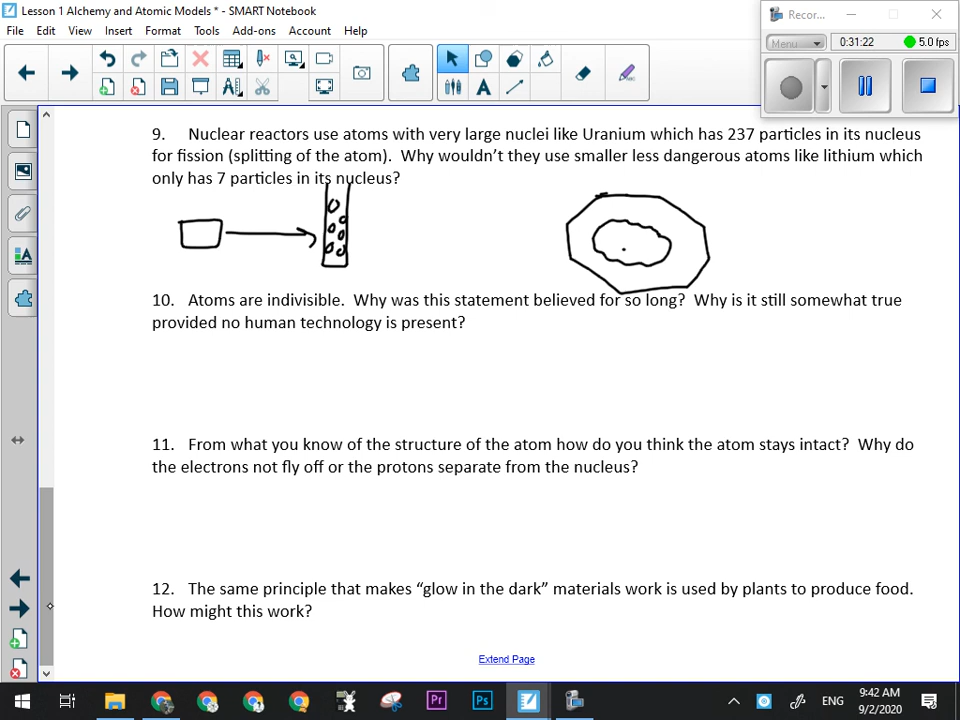 Lesson 1 Alchemy and Atomic Models * - SMART Notebook
Recor...
File Edit View Insert Format Tools Add-ons Account Help
Menu 0:31:22 5.0 fps
9. Nuclear reactors use atoms with very large nuclei like Uranium which has 237 particles in its nucleus
for fission (splitting of the atom). Why wouldn't they use smaller less dangerous atoms like lithium which
only has 7 particles in its nucleus?
10. Atoms are indivisible. Why was this statement believed for so long? Why is it still somewhat true
provided no human technology is present?
11. From what you know of the structure of the atom how do you think the atom stays intact? Why do
the electrons not fly off or the protons separate from the nucleus?
12. The same principle that makes “glow in the dark” materials work is used by plants to produce food.
How might this work?
Extend Page
Pr Ps ENG 9:42 AM
9/2/2020